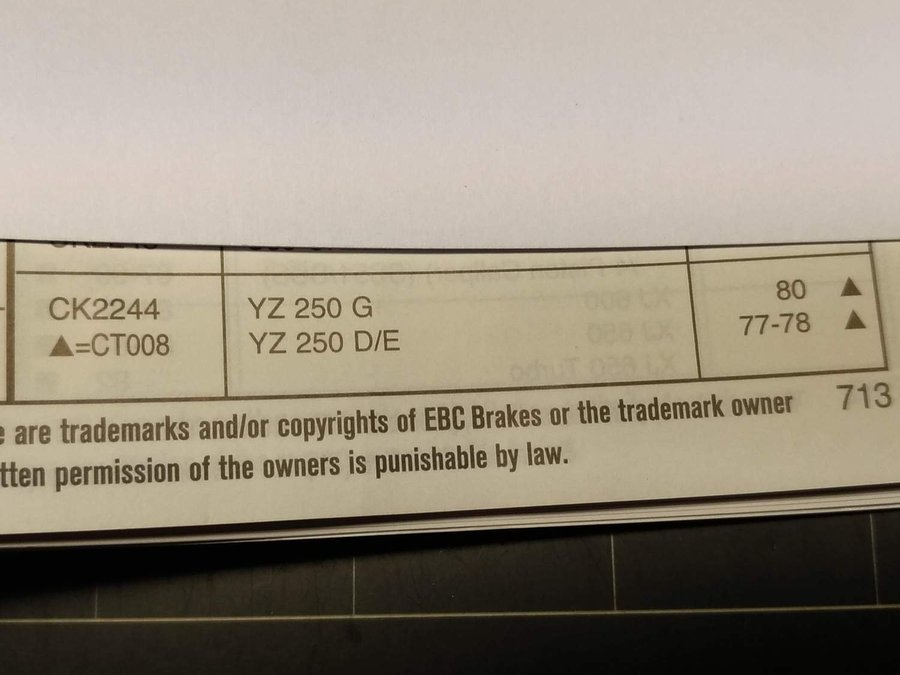 CK2244 YZ 250 G 80 ▲
▲=CT008 YZ 250 D/E 77-78 ▲
are trademarks and/or copyrights of EBC Brakes or the trademark owner 713
permission of the owners is punishable by law.